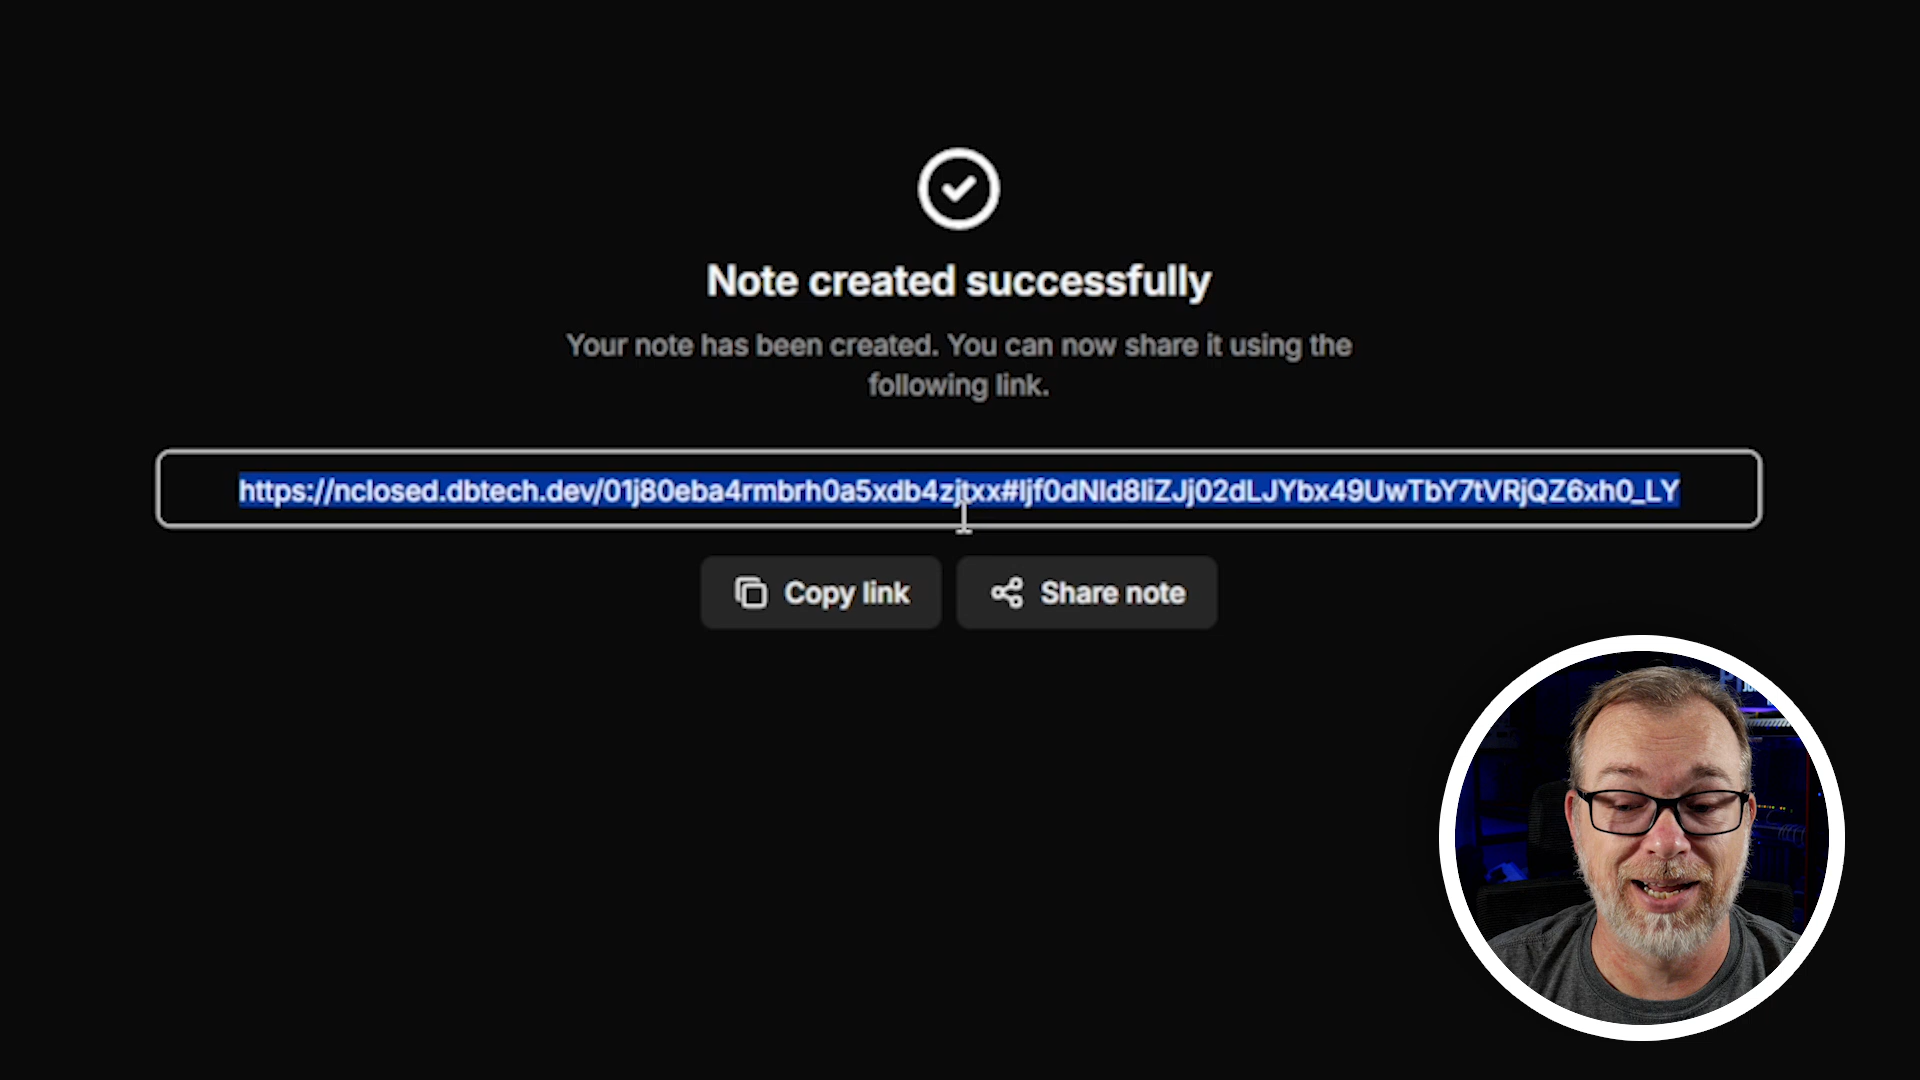 Note created successfully
Your note has been created. You can now share it using the
following link.
https://nclosed.dbtech.dev/01j80eba4rmbrh0a5xdb4zjtxx#Ijf0dNId8IiZJj02dLJYbx49UwTbY7tVRjQZ6xh0_LY
Copy link
Share note